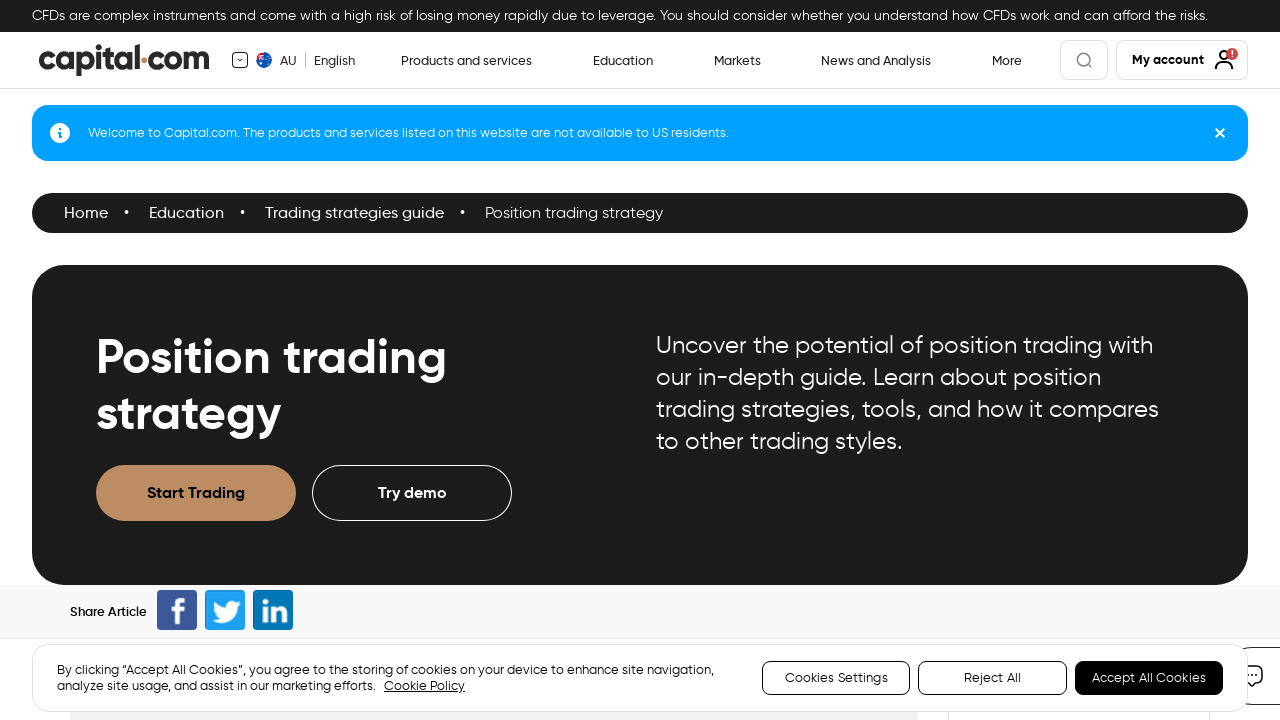 CFDs are complex instruments and come with a high risk of losing money rapidly due to leverage. You should consider whether you understand how CFDs work and can afford the risks.
capital.com
AU English Products and services Education Markets News and Analysis More My account
Welcome to Capital.com. The products and services listed on this website are not available to US residents.
Home • Education • Trading strategies guide • Position trading strategy
Position trading
strategy
Start Trading Try demo
Uncover the potential of position trading with
our in-depth guide. Learn about position
trading strategies, tools, and how it compares
to other trading styles.
Share Article
By clicking “Accept All Cookies”, you agree to the storing of cookies on your device to enhance site navigation,
analyze site usage, and assist in our marketing efforts. Cookie Policy
Cookies Settings Reject All Accept All Cookies